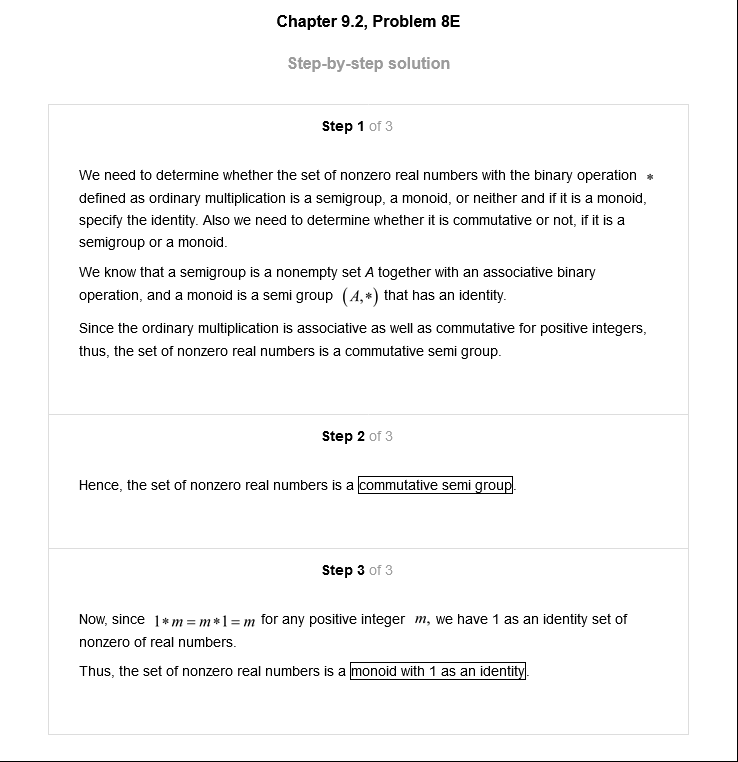 Chapter 9.2, Problem 8E
Step-by-step solution
Step 1 of 3
We need to determine whether the set of nonzero real numbers with the binary operation *
defined as ordinary multiplication is a semigroup, a monoid, or neither and if it is a monoid,
specify the identity. Also we need to determine whether it is commutative or not, if it is a
semigroup or a monoid.
We know that a semigroup is a nonempty set A together with an associative binary
operation, and a monoid is a semi group (A,*) that has an identity.
Since the ordinary multiplication is associative as well as commutative for positive integers,
thus, the set of nonzero real numbers is a commutative semi group.
Step 2 of 3
Hence, the set of nonzero real numbers is a commutative semi group.
Step 3 of 3
Now, since 1*m=m*1=m for any positive integer m, we have 1 as an identity set of
nonzero of real numbers.
Thus, the set of nonzero real numbers is a monoid with 1 as an identity.